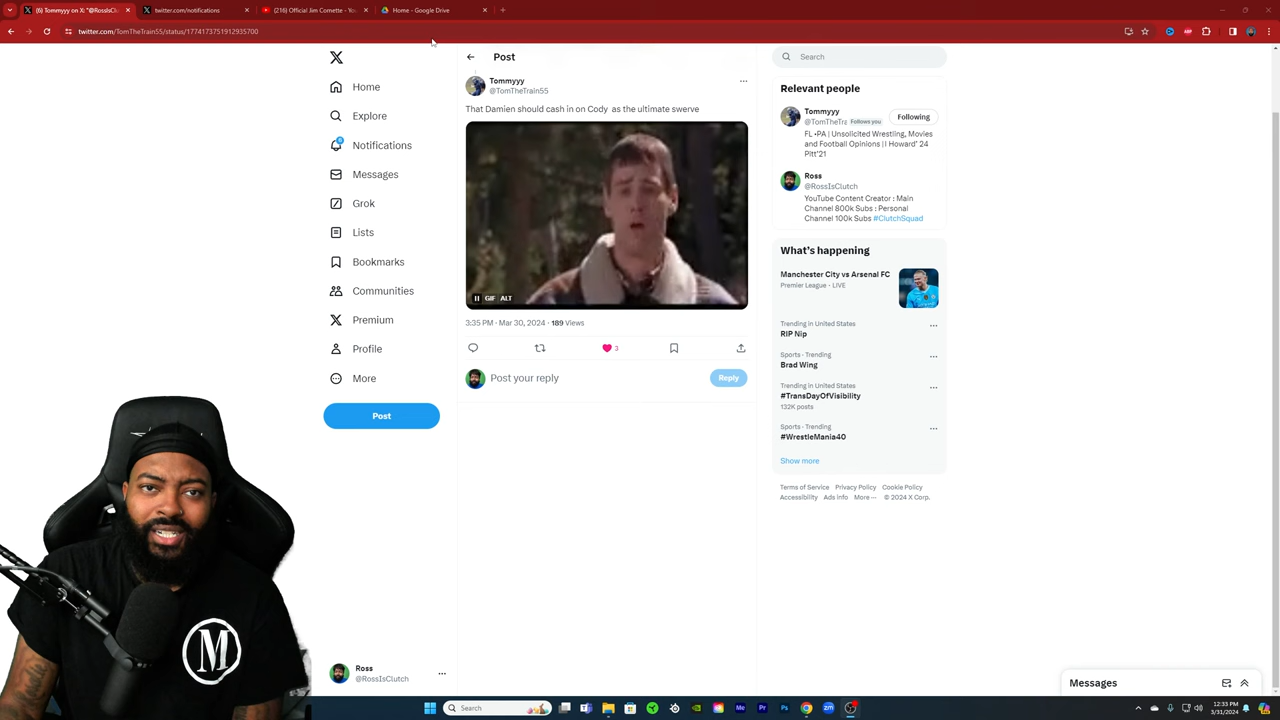 (6) Tommyyy on X: "@RossIsClu
twitter.com/notifications
(216) Official Jim Cornette - Yo
Home - Google Drive
twitter.com/TomTheTrain55/status/1774173751912935700
Home
Explore
6
Notifications
Messages
Grok
Lists
Bookmarks
Communities
Premium
Profile
More
Post
Ross
@RossIsClutch
Post
Tommyyy
@TomTheTrain55
That Damien should cash in on Cody as the ultimate swerve
GIF ALT
3:35 PM · Mar 30, 2024 · 189 Views
3
Post your reply
Reply
Search
Relevant people
Tommyyy
@TomTheTra Follows you
Following
FL •PA | Unsolicited Wrestling, Movies
and Football Opinions | I Howard' 24
Pitt'21
Ross
@RossIsClutch
YouTube Content Creator : Main
Channel 800k Subs : Personal
Channel 100k Subs #ClutchSquad
What's happening
Manchester City vs Arsenal FC
Premier League · LIVE
Trending in United States
RIP Nip
Sports · Trending
Brad Wing
Trending in United States
#TransDayOfVisibility
132K posts
Sports · Trending
#WrestleMania40
Show more
Terms of Service Privacy Policy Cookie Policy
Accessibility Ads info More ··· © 2024 X Corp.
Messages
M
Search
12:33 PM
3/31/2024